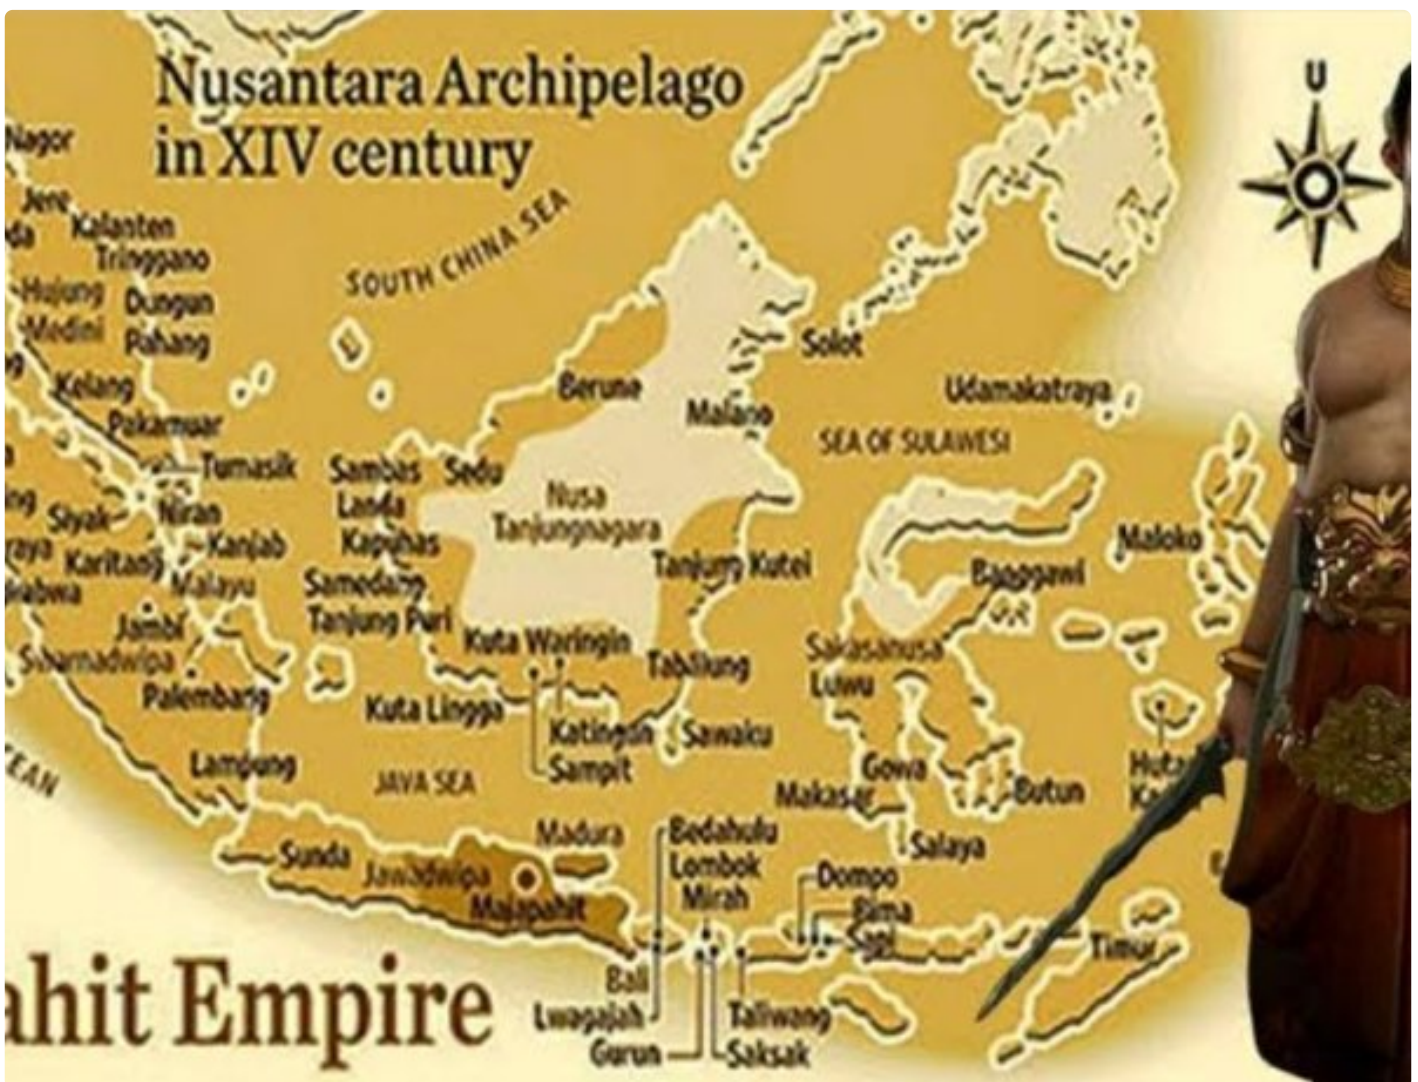 Nusantara Archipelago
in XIV century
U
Nagor
Jere
Kalanten
Tringgano
Hujung
Medini
Dungun
Pahang
Kelang
Pakamuar
Tumasik
Siyak
Niran
Kanjab
Karitang
Malayu
Jambi
Swarnadwipa
Palembang
Lampung
SOUTH CHINA SEA
Berune
Malano
Solot
Udamakatraya
SEA OF SULAWESI
Sambas
Sedu
Landa
Kapuhas
Samedang
Tanjung Puri
Nusa
Tanjungnagara
Tanjung Kutei
Kuta Waringin
Tabalung
Kuta Lingga
Katingan
Sampit
Sawaku
JAVA SEA
Maloko
Banggawi
Sakasanusa
Luwu
Gowa
Makasar
Butun
Salaya
Sunda
Jawadwipa
Majapahit
Madura
Bedahulu
Lombok
Mirah
Dompo
Bima
Timur
Bali
Lwagajah
Gurun
Taliwang
Saksak
ahit Empire